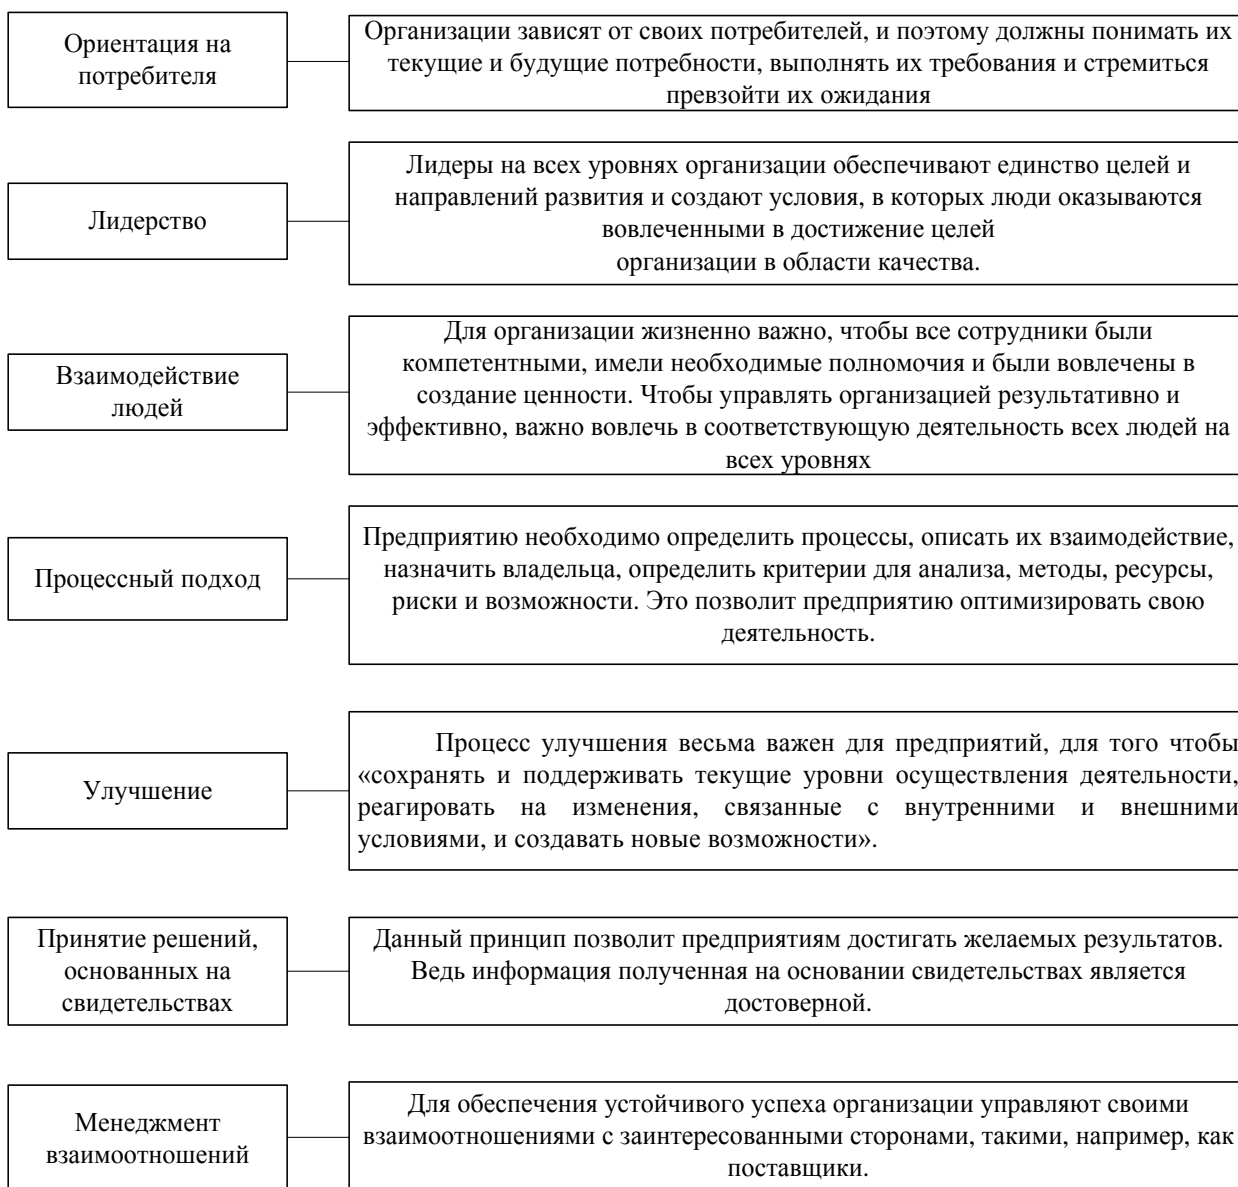 Ориентация на
потребителя
Организации зависят от своих потребителей, и поэтому должны понимать их
текущие и будущие потребности, выполнять их требования и стремиться
превзойти их ожидания
Лидерство
Лидеры на всех уровнях организации обеспечивают единство целей и
направлений развития и создают условия, в которых люди оказываются
вовлеченными в достижение целей
организации в области качества.
Взаимодействие
людей
Для организации жизненно важно, чтобы все сотрудники были
компетентными, имели необходимые полномочия и были вовлечены в
создание ценности. Чтобы управлять организацией результативно и
эффективно, важно вовлечь в соответствующую деятельность всех людей на
всех уровнях
Процессный подход
Предприятию необходимо определить процессы, описать их взаимодействие,
назначить владельца, определить критерии для анализа, методы, ресурсы,
риски и возможности. Это позволит предприятию оптимизировать свою
деятельность.
Улучшение
Процесс улучшения весьма важен для предприятий, для того чтобы
«сохранять и поддерживать текущие уровни осуществления деятельности,
реагировать на изменения, связанные с внутренними и внешними
условиями, и создавать новые возможности».
Принятие решений,
основанных на
свидетельствах
Данный принцип позволит предприятиям достигать желаемых результатов.
Ведь информация полученная на основании свидетельствах является
достоверной.
Менеджмент
взаимоотношений
Для обеспечения устойчивого успеха организации управляют своими
взаимоотношениями с заинтересованными сторонами, такими, например, как
поставщики.